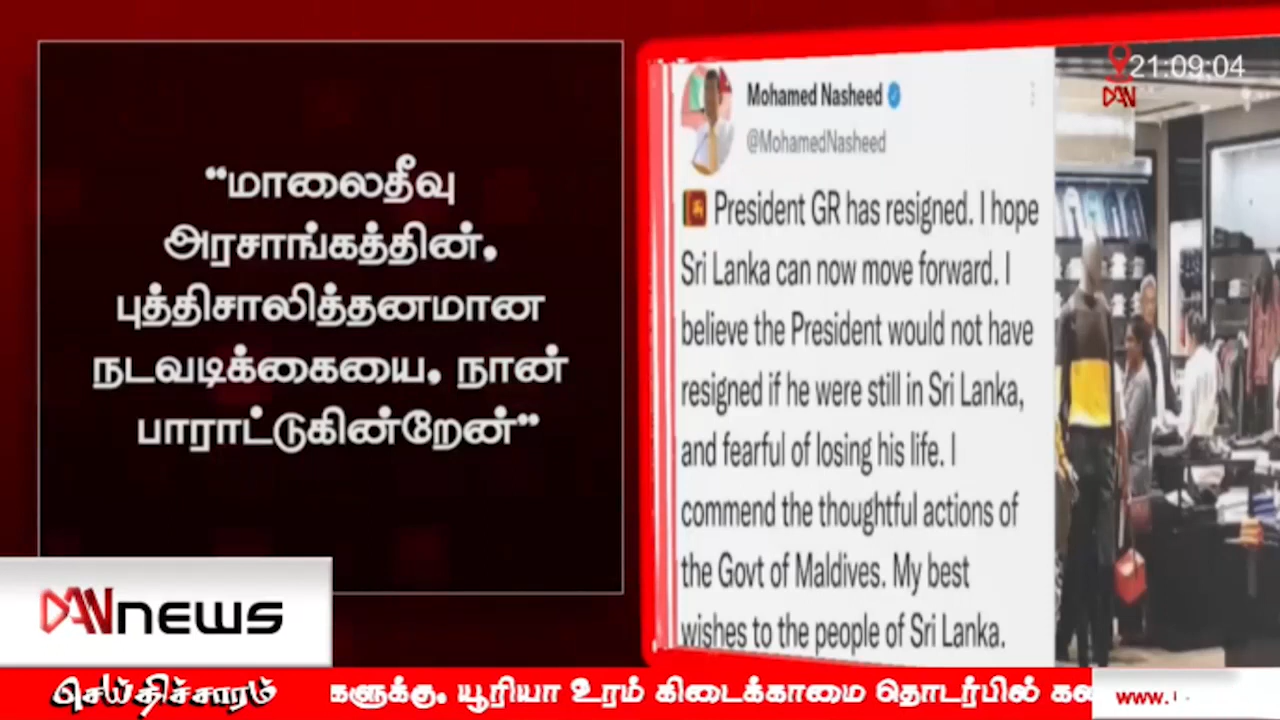 “மாலைதீவு
அரசாங்கத்தின்,
புத்திசாலித்தனமான
நடவடிக்கையை, நான்
பாராட்டுகின்றேன்”
Mohamed Nasheed
@MohamedNasheed
President GR has resigned. I hope
Sri Lanka can now move forward. I
believe the President would not have
resigned if he were still in Sri Lanka,
and fearful of losing his life. I
commend the thoughtful actions of
the Govt of Maldives. My best
wishes to the people of Sri Lanka.
21:09:04
DAN
DAN news
செய்திச்சாரம்
களுக்கு, யூரியா உரம் கிடைக்காமை தொடர்பில்
www.